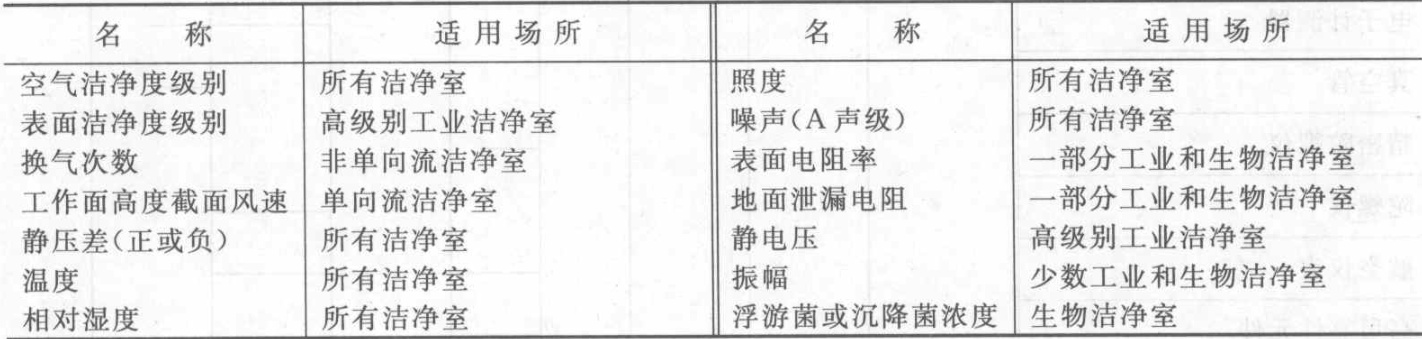 名 称 适用场所 名 称 适用场所
空气洁净度级别 所有洁净室 照度 所有洁净室
表面洁净度级别 高级别工业洁净室 噪声(A声级) 所有洁净室
换气次数 非单向流洁净室 表面电阻率 一部分工业和生物洁净室
工作面高度截面风速 单向流洁净室 地面泄漏电阻 一部分工业和生物洁净室
静压差(正或负) 所有洁净室 静电压 高级别工业洁净室
温度 所有洁净室 振幅 少数工业和生物洁净室
相对湿度 所有洁净室 浮游菌或沉降菌浓度 生物洁净室